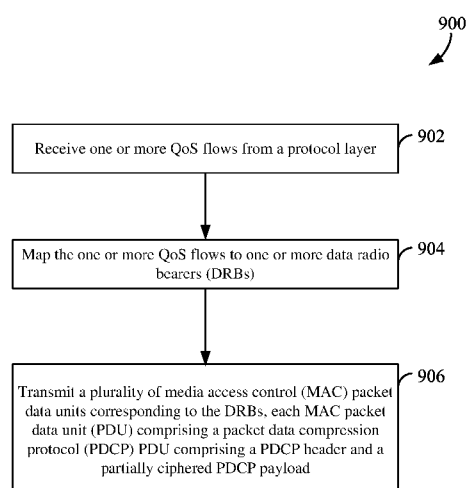 900
Receive one or more QoS flows from a protocol layer
902
Map the one or more QoS flows to one or more data radio
bearers (DRBs)
904
Transmit a plurality of media access control (MAC) packet
data units corresponding to the DRBs, each MAC packet
data unit (PDU) comprising a packet data compression
protocol (PDCP) PDU comprising a PDCP header and a
partially ciphered PDCP payload
906